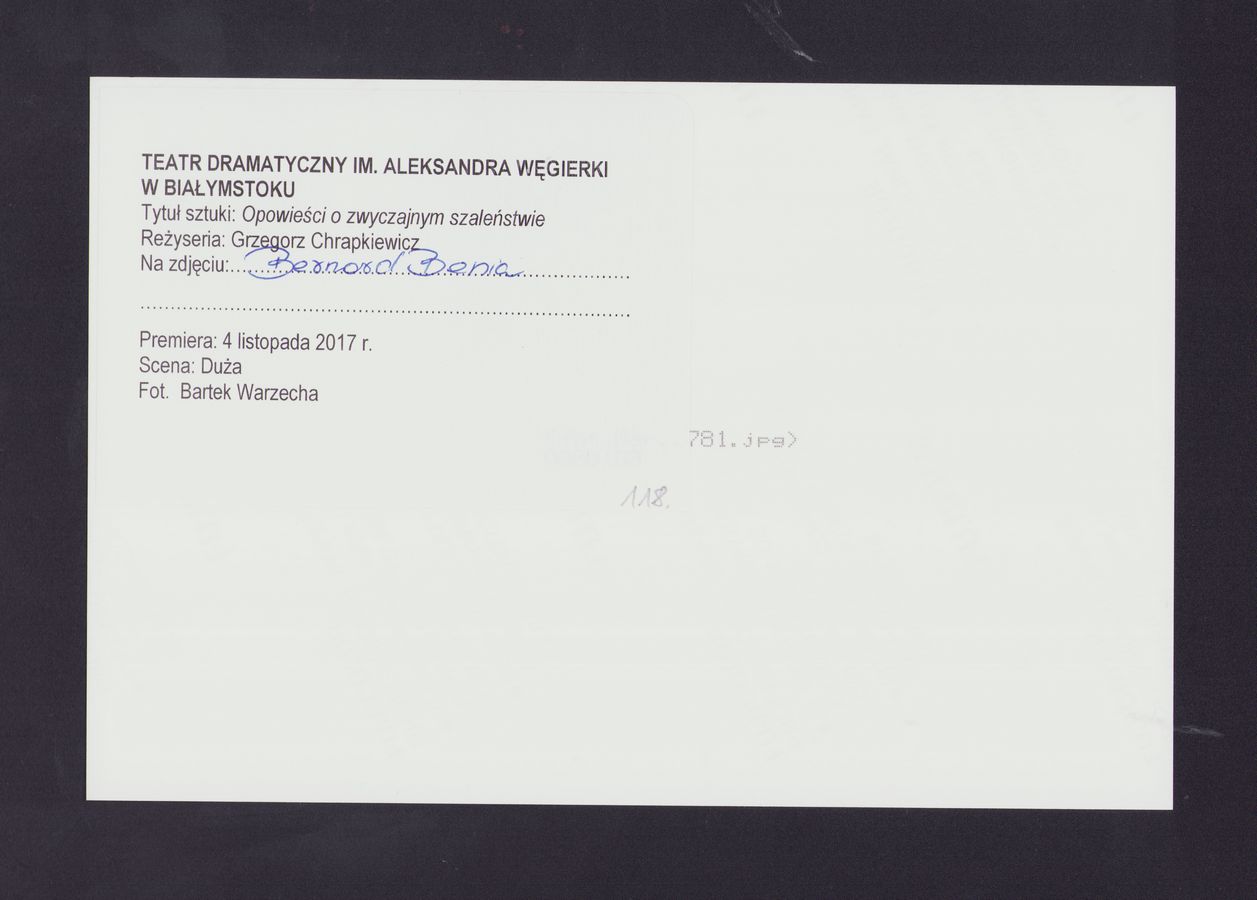 TEATR DRAMATYCZNY IM. ALEKSANDRA WĘGIERKI
W BIAŁYMSTOKU
Tytuł sztuki: Opowieści o zwyczajnym szaleństwie
Reżyseria: Grzegorz Chrapkiewicz
Na zdjęciu: Bernard Bania
Premiera: 4 listopada 2017 r.
Scena: Duża
Fot. Bartek Warzecha
781.jpg>
118.